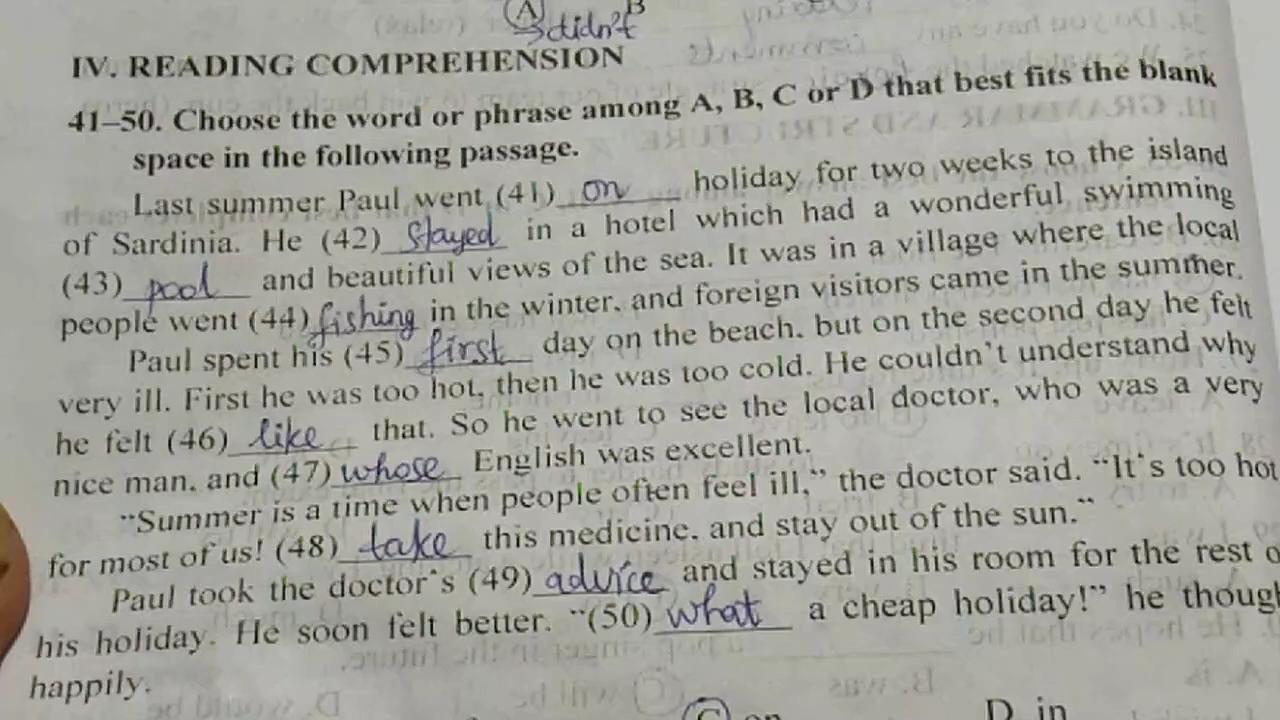 A B
didn't
IV. READING COMPREHENSION
41–50. Choose the word or phrase among A, B, C or D that best fits the blank
space in the following passage.
Last summer Paul went (41) on holiday for two weeks to the island
of Sardinia. He (42) stayed in a hotel which had a wonderful swimming
(43) pool and beautiful views of the sea. It was in a village where the local
people went (44) fishing in the winter, and foreign visitors came in the summer.
Paul spent his (45) first day on the beach, but on the second day he felt
very ill. First he was too hot, then he was too cold. He couldn't understand why
he felt (46) like that. So he went to see the local doctor, who was a very
nice man, and (47) whose English was excellent.
"Summer is a time when people often feel ill," the doctor said. "It's too hot
for most of us! (48) take this medicine, and stay out of the sun."
Paul took the doctor's (49) advice and stayed in his room for the rest o
his holiday. He soon felt better. "(50) what a cheap holiday!" he though
happily.
C on D in